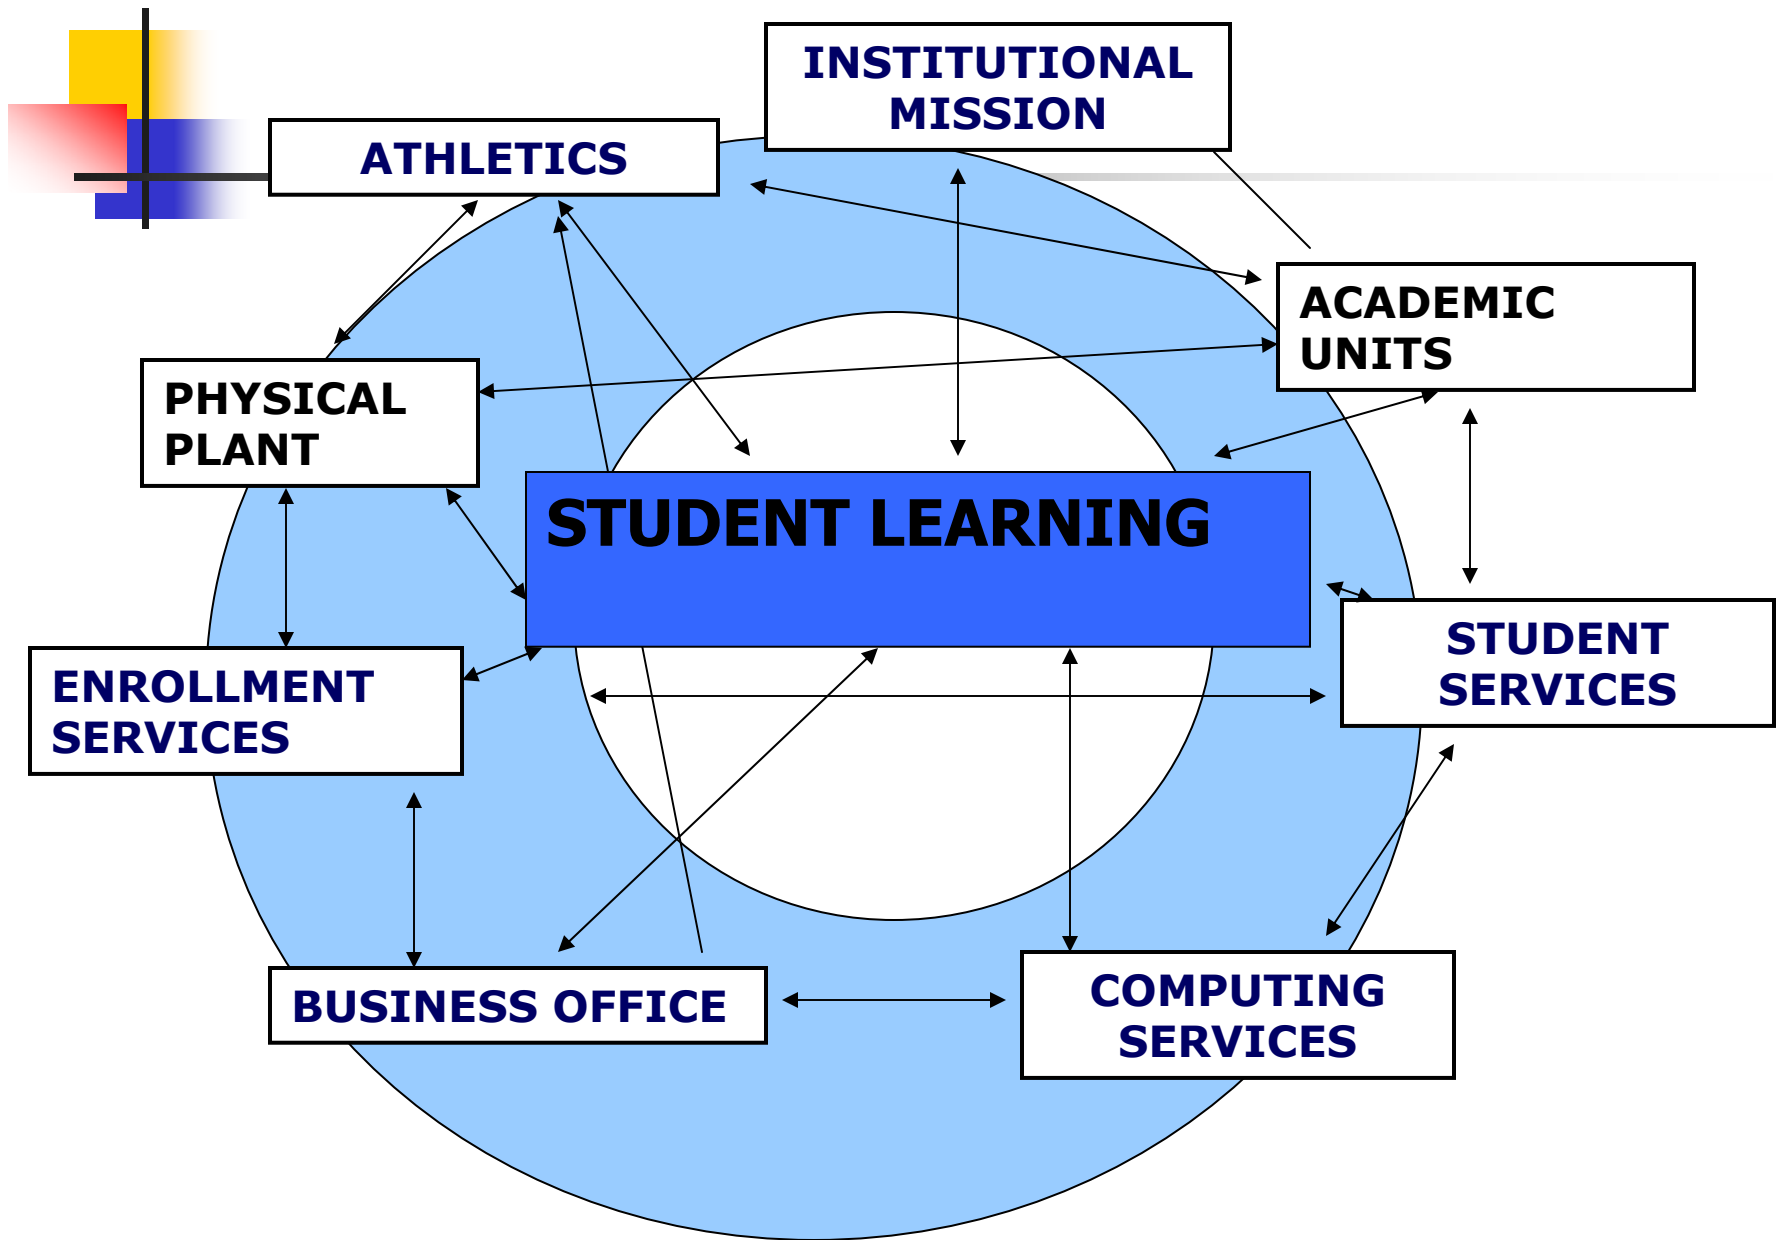 INSTITUTIONAL
MISSION
ATHLETICS
ACADEMIC
UNITS
PHYSICAL
PLANT
STUDENT LEARNING
STUDENT
SERVICES
ENROLLMENT
SERVICES
BUSINESS OFFICE
COMPUTING
SERVICES